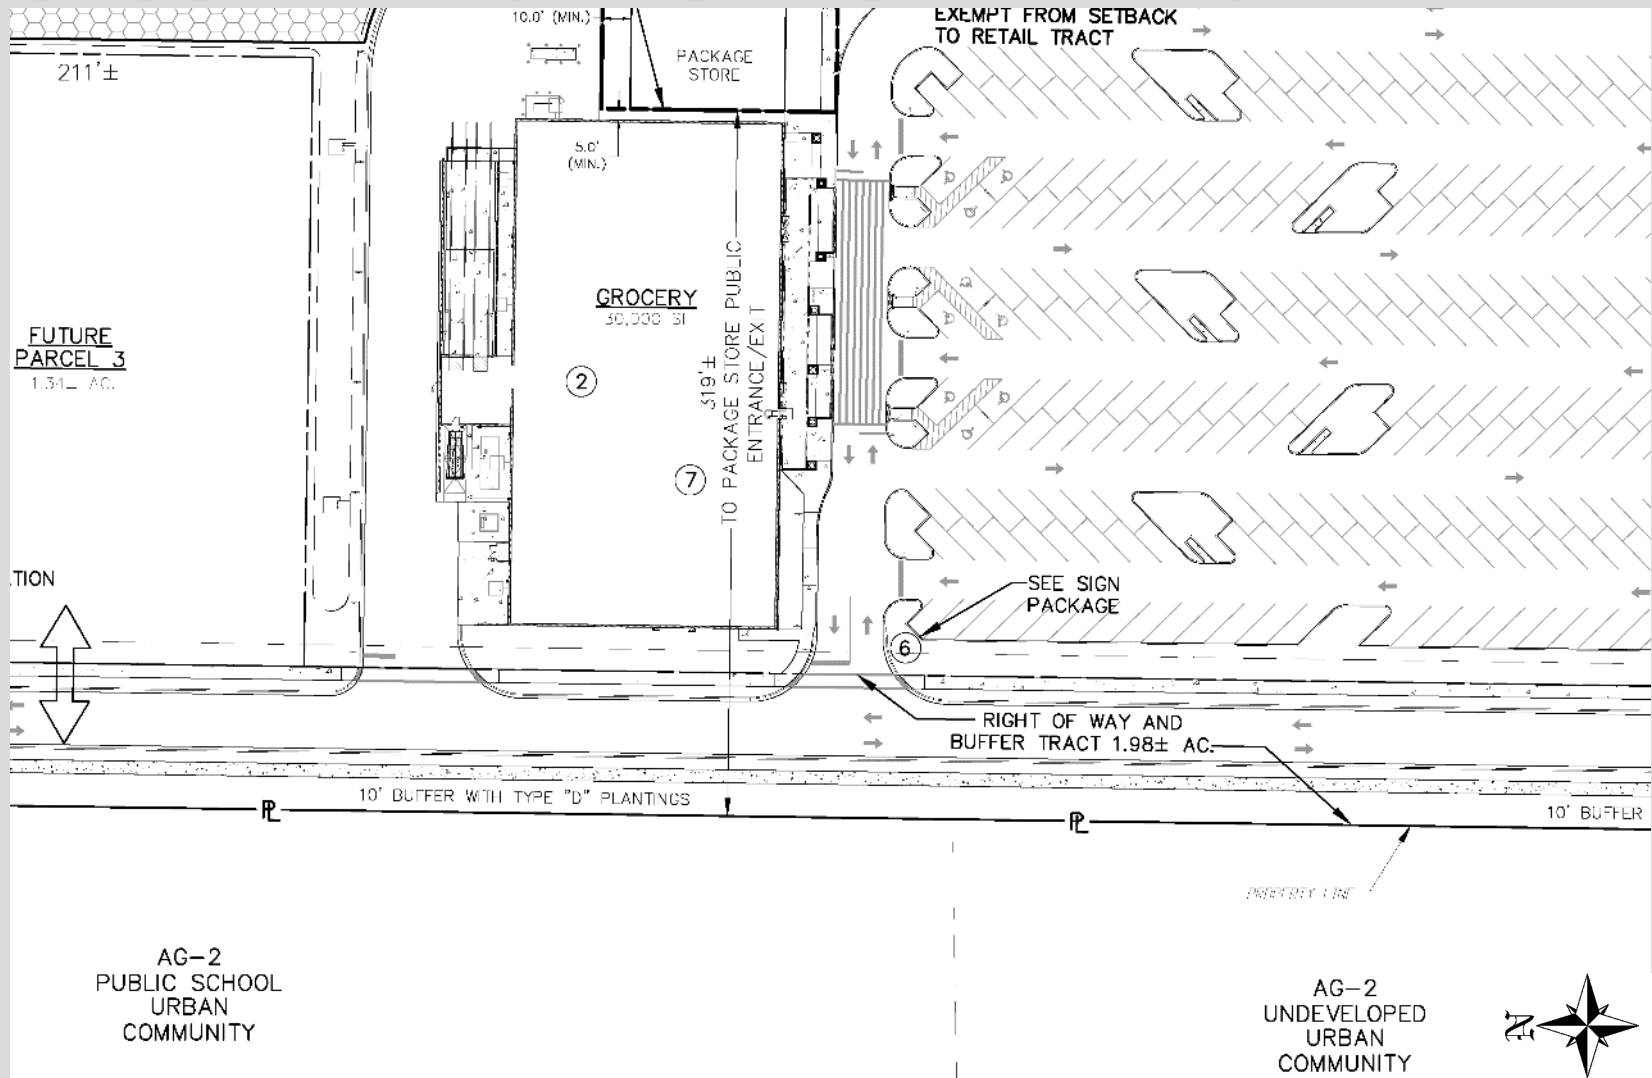 10.0' (MIN.)
EXEMPT FROM SETBACK
TO RETAIL TRACT
PACKAGE
STORE
211'±
5.0'
(MIN.)
GROCERY
30,000 SF
FUTURE
PARCEL 3
AC.
2
319'±
TO PACKAGE STORE PUBLIC
ENTRANCE/EXIT
7
TION
SEE SIGN
PACKAGE
6
RIGHT OF WAY AND
BUFFER TRACT 1.98± AC.
10' BUFFER WITH TYPE "D" PLANTINGS
PL
PL
10' BUFFER
PROPERTY LINE
AG-2
PUBLIC SCHOOL
URBAN
COMMUNITY
AG-2
UNDEVELOPED
URBAN
COMMUNITY
N